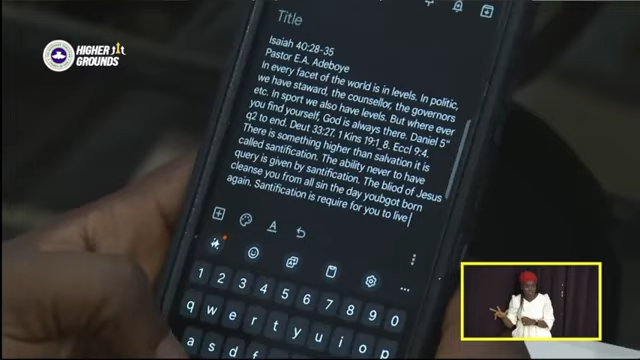 HIGHER
GROUNDS
Title
Isaiah 40:28-35
Pastor E.A. Adeboye
In every facet of the world is in levels. In politic,
we have staward, the counsellor, the governors
etc. In sport we also have levels. But where ever
you find yourself, God is always there. Daniel 5"
q2 to end. Deut 33:27. 1 Kins 19:1_8. Eccl 9:4.
There is something higher than salvation it is
called santification. The ability never to have
query is given by santification. The bliod of Jesus
cleanse you from all sin the day youbgot born
again. Santification is require for you to live
1 2 3 4 5 6 7 8 9 0
q w e r t y u i o p
a s d f